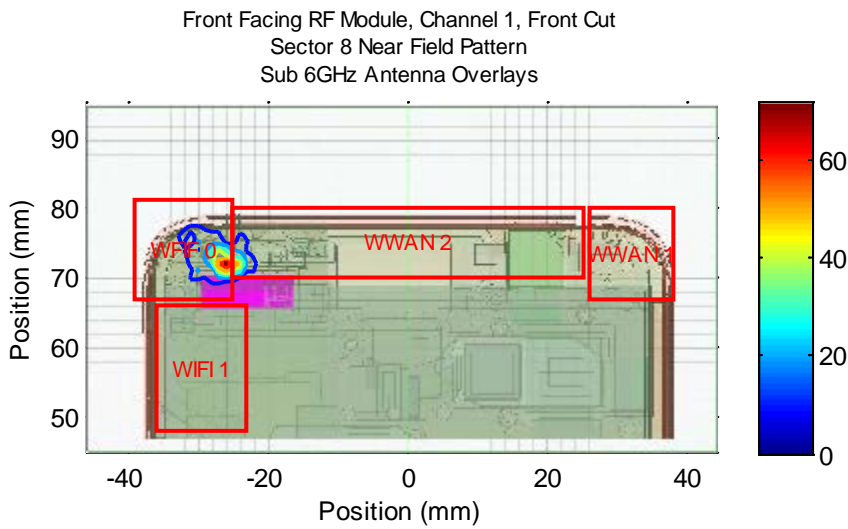 Front Facing RF Module, Channel 1, Front Cut
Sector 8 Near Field Pattern
Sub 6GHz Antenna Overlays
90
80
70
60
50
Position (mm)
WWAN 2
WWAN 1
WIFI 1
-40
-20
0
20
40
Position (mm)
60
40
20
0